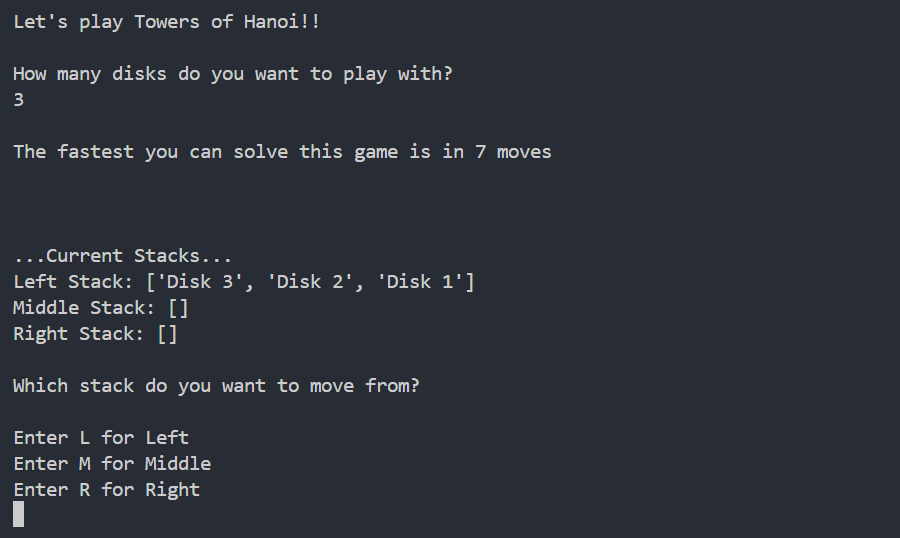 Let's play Towers of Hanoi!!
How many disks do you want to play with?
3
The fastest you can solve this game is in 7 moves
...Current Stacks...
Left Stack: ['Disk 3', 'Disk 2', 'Disk 1']
Middle Stack: []
Right Stack: []
Which stack do you want to move from?
Enter L for Left
Enter M for Middle
Enter R for Right